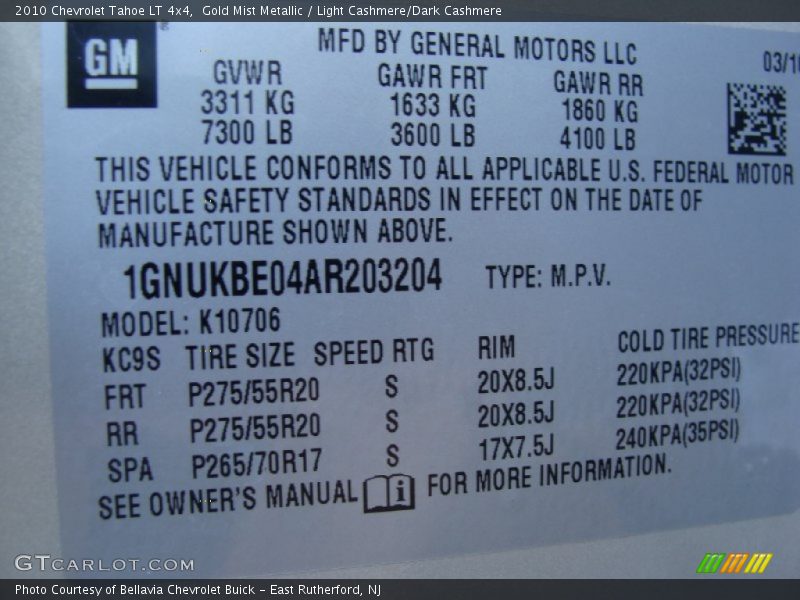 2010 Chevrolet Tahoe LT 4x4, Gold Mist Metallic / Light Cashmere/Dark Cashmere
GM
MFD BY GENERAL MOTORS LLC
03/10
GVWR GAWR FRT GAWR RR
3311 KG 1633 KG 1860 KG
7300 LB 3600 LB 4100 LB
THIS VEHICLE CONFORMS TO ALL APPLICABLE U.S. FEDERAL MOTOR
VEHICLE SAFETY STANDARDS IN EFFECT ON THE DATE OF
MANUFACTURE SHOWN ABOVE.
1GNUKBE04AR203204 TYPE: M.P.V.
MODEL: K10706
KC9S TIRE SIZE SPEED RTG RIM COLD TIRE PRESSURE
FRT P275/55R20 S 20X8.5J 220KPA(32PSI)
RR P275/55R20 S 20X8.5J 220KPA(32PSI)
SPA P265/70R17 S 17X7.5J 240KPA(35PSI)
SEE OWNER'S MANUAL i FOR MORE INFORMATION.
GTCARLOT.COM
Photo Courtesy of Bellavia Chevrolet Buick – East Rutherford, NJ